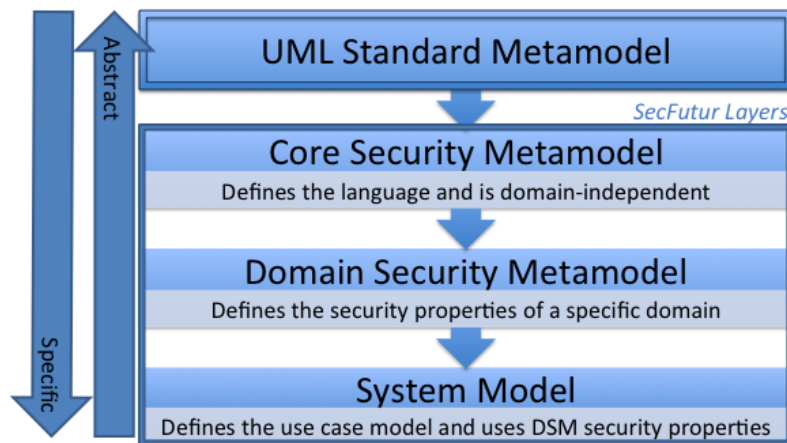 Abstract
Specific
UML Standard Metamodel
SecFutur Layers
Core Security Metamodel
Defines the language and is domain-independent
Domain Security Metamodel
Defines the security properties of a specific domain
System Model
Defines the use case model and uses DSM security properties